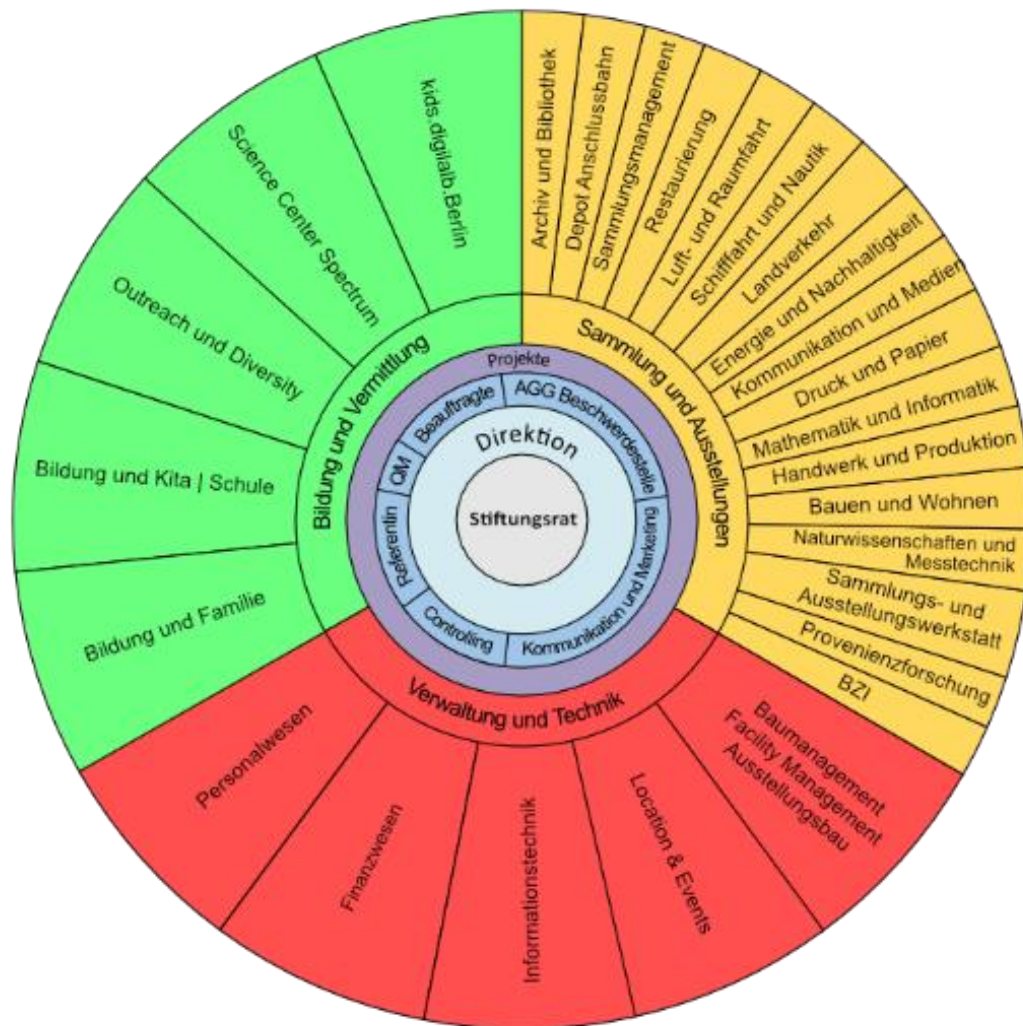 Stiftungsrat
Direktion
Beauftragte
AGG Beschwerdestelle
Kommunikation und Marketing
Controlling
Referentin
QM
Projekte
Sammlung und Ausstellungen
Archiv und Bibliothek
Depot Anschlussbahn
Sammlungsmanagement
Restaurierung
Luft- und Raumfahrt
Schifffahrt und Nautik
Landverkehr
Energie und Nachhaltigkeit
Kommunikation und Medien
Druck und Papier
Mathematik und Informatik
Handwerk und Produktion
Bauen und Wohnen
Naturwissenschaften und
Messtechnik
Sammlungs- und
Ausstellungswerkstatt
Provenienzforschung
BZI
Verwaltung und Technik
Baumanagement
Facility Management
Ausstellungsbau
Location & Events
Informationstechnik
Finanzwesen
Personalwesen
Bildung und Vermittlung
Bildung und Familie
Bildung und Kita | Schule
Outreach und Diversity
Science Center Spectrum
kids.digilab.Berlin